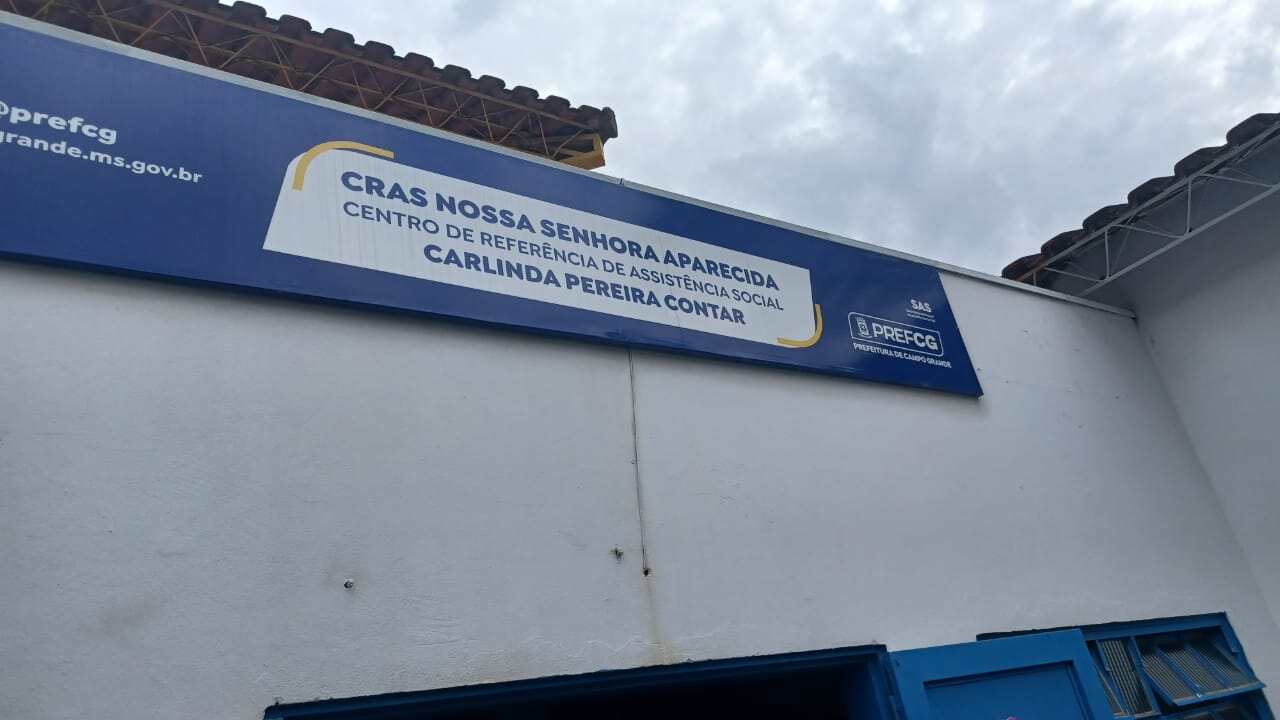 @prefcg
grande.ms.gov.br
CRAS NOSSA SENHORA APARECIDA
CENTRO DE REFERÊNCIA DE ASSISTÊNCIA SOCIAL
CARLINDA PEREIRA CONTAR
SAS
PREFCG
PREFEITURA DE CAMPO GRANDE